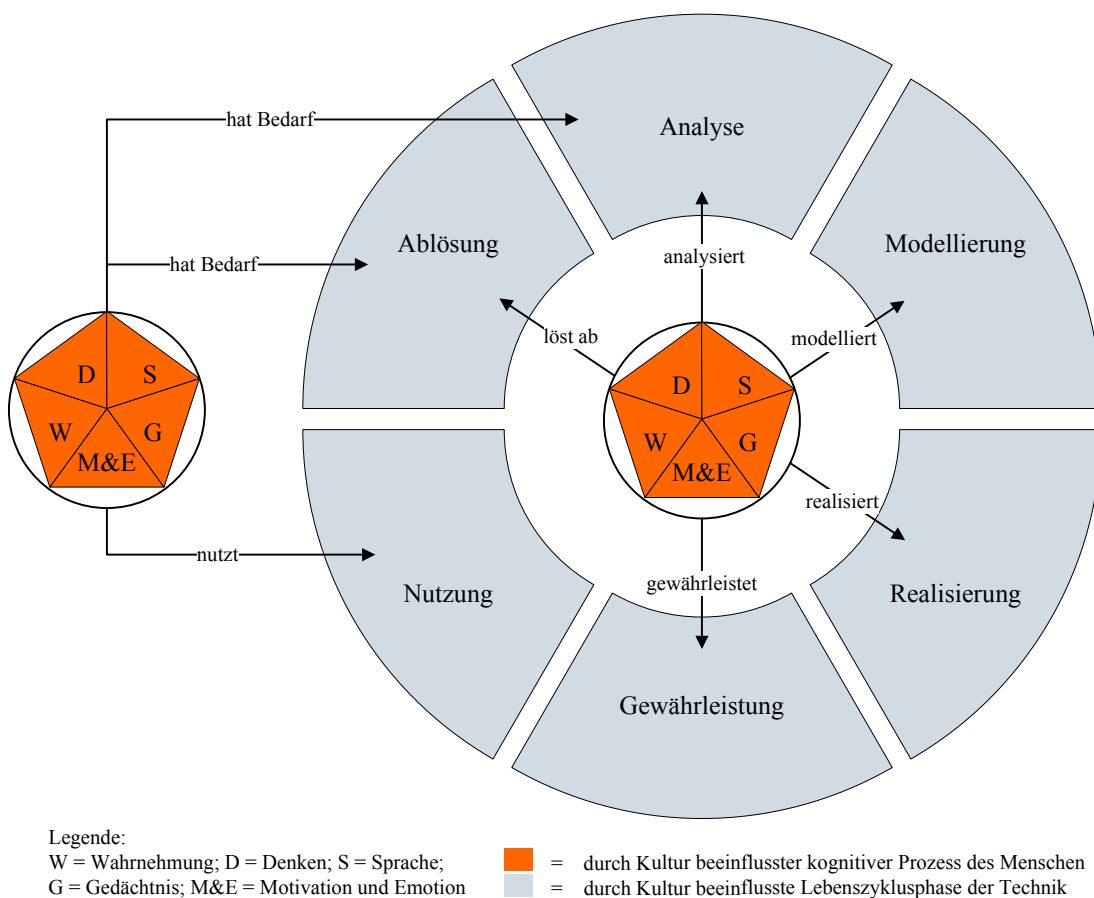 hat Bedarf
Analyse
Ablösung
Modellierung
hat Bedarf
analysiert
löst ab
modelliert
D
S
W
G
M&E
D
S
W
G
M&E
realisiert
nutzt
gewährleistet
Nutzung
Realisierung
Gewährleistung
Legende:
W = Wahrnehmung; D = Denken; S = Sprache;
G = Gedächtnis; M&E = Motivation und Emotion
= durch Kultur beeinflusster kognitiver Prozess des Menschen
= durch Kultur beeinflusste Lebenszyklusphase der Technik